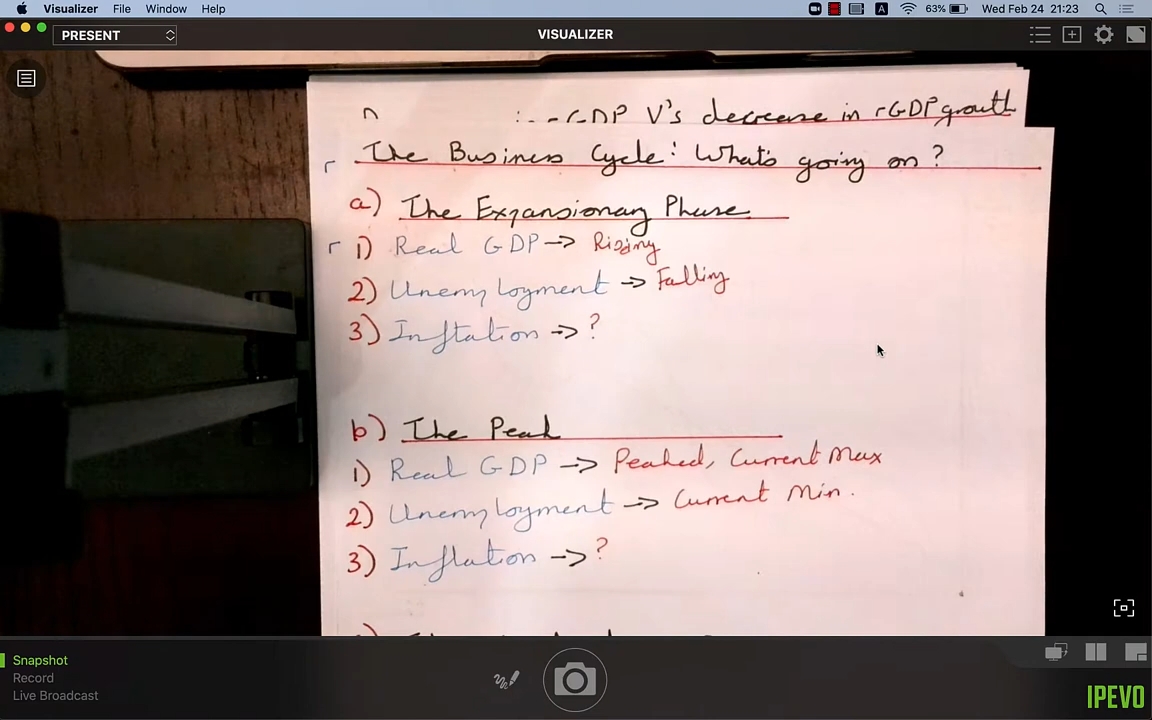 Visualizer File Window Help 63% Wed Feb 24 21:23
PRESENT
VISUALIZER
GDP V's decrease in rGDP growth
The Business Cycle: What's going on?
a) The Expansionary Phase
1) Real GDP -> Rising
2) Unemployment -> Falling
3) Inflation -> ?
b) The Peak
1) Real GDP -> Peaked, Current Max
2) Unemployment -> Current Min.
3) Inflation -> ?
Snapshot
Record
Live Broadcast
IPEVO